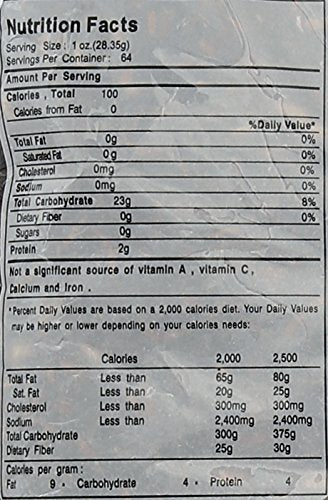 Nutrition Facts
Serving Size : 1 oz.(28.35g)
Servings Per Container : 64
Amount Per Serving
Calories , Total 100
Calories from Fat 0
%Daily Value*
Total Fat 0g 0%
Saturated Fat 0g 0%
Cholesterol 0mg 0%
Sodium 0mg 0%
Total Carbohydrate 23g 8%
Dietary Fiber 0g 0%
Sugars 0g
Protein 2g
Not a significant source of vitamin A , vitamin C ,
Calcium and Iron .
*Percent Daily Values are based on a 2,000 calories diet. Your Daily Values
may be higher or lower depending on your calories needs:
Calories 2,000 2,500
Total Fat Less than 65g 80g
Sat. Fat Less than 20g 25g
Cholesterol Less than 300mg 300mg
Sodium Less than 2,400mg 2,400mg
Total Carbohydrate 300g 375g
Dietary Fiber 25g 30g
Calories per gram :
Fat 9 · Carbohydrate 4 · Protein 4